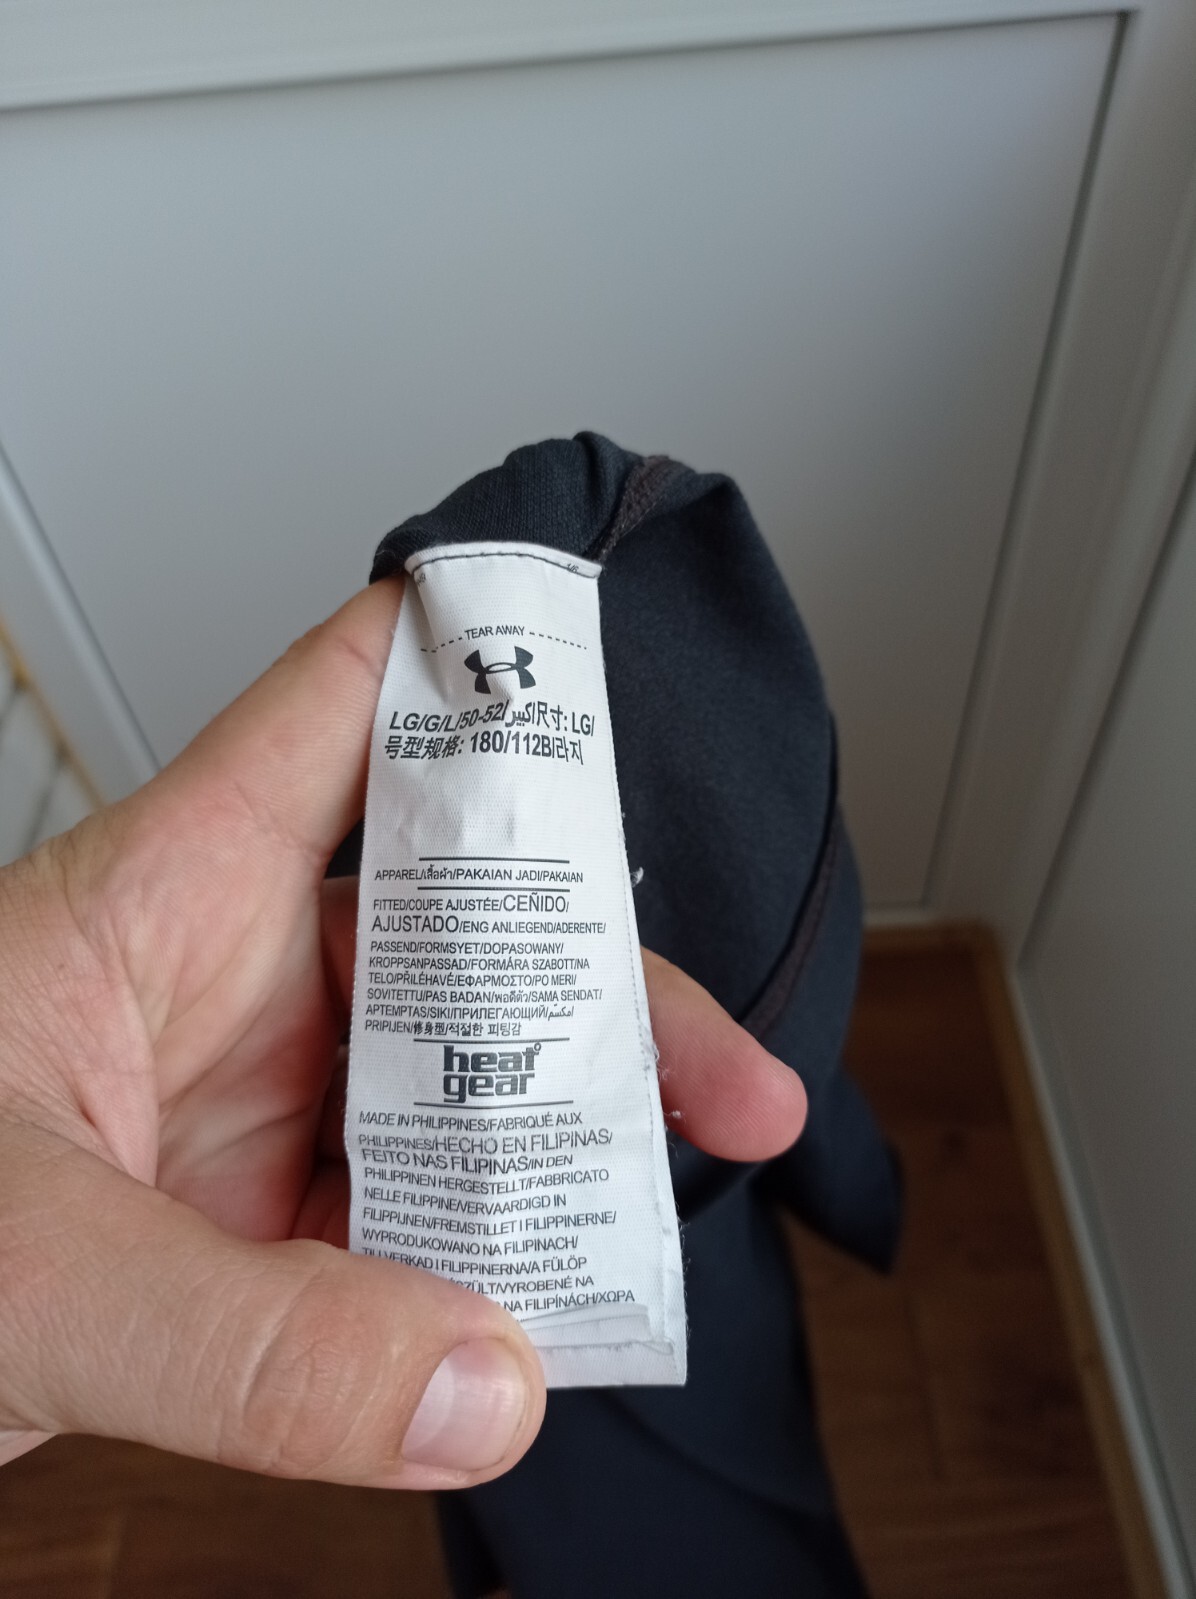 TEAR AWAY
LG/G/L/50-52/كبير/尺寸: LG/
号型规格: 180/112B/라지
APPAREL/เสื้อผ้า/PAKAIAN JADI/PAKAIAN
FITTED/COUPE AJUSTÉE/CEÑIDO/
AJUSTADO/ENG ANLIEGEND/ADERENTE/
PASSEND/FORMSYET/DOPASOWANY/
KROPPSANPASSAD/FORMÁRA SZABOTT/NA
TELO/PŘILÉHAVÉ/ΕΦΑΡΜΟΣΤΟ/PO MERI/
SOVITETTU/PAS BADAN/พอดีตัว/SAMA SENDAT/
APTEMPTAS/SIKI/ПРИЛЕГАЮЩИЙ/مكسّم/
PRIPIJEN/修身型/적절한 피팅감
heat
gear
MADE IN PHILIPPINES/FABRIQUÉ AUX
PHILIPPINES/HECHO EN FILIPINAS/
FEITO NAS FILIPINAS/IN DEN
PHILIPPINEN HERGESTELLT/FABBRICATO
NELLE FILIPPINE/VERVAARDIGD IN
FILIPPIJNEN/FREMSTILLET I FILIPPINERNE/
WYPRODUKOWANO NA FILIPINACH/
TILLVERKAD I FILIPPINERNA/A FÜLÖP
VYROBENÉ NA
NA FILIPÍNÁCH/ΧΩΡΑ